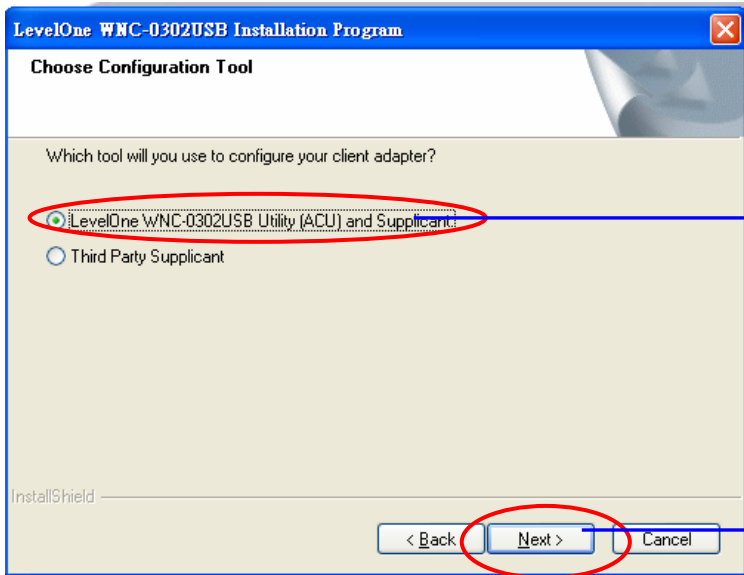 LevelOne WNC-0302USB Installation Program
Choose Configuration Tool
Which tool will you use to configure your client adapter?
LevelOne WNC-0302USB Utility (ACU) and Supplicant.
Third Party Supplicant
InstallShield
< Back Next > Cancel